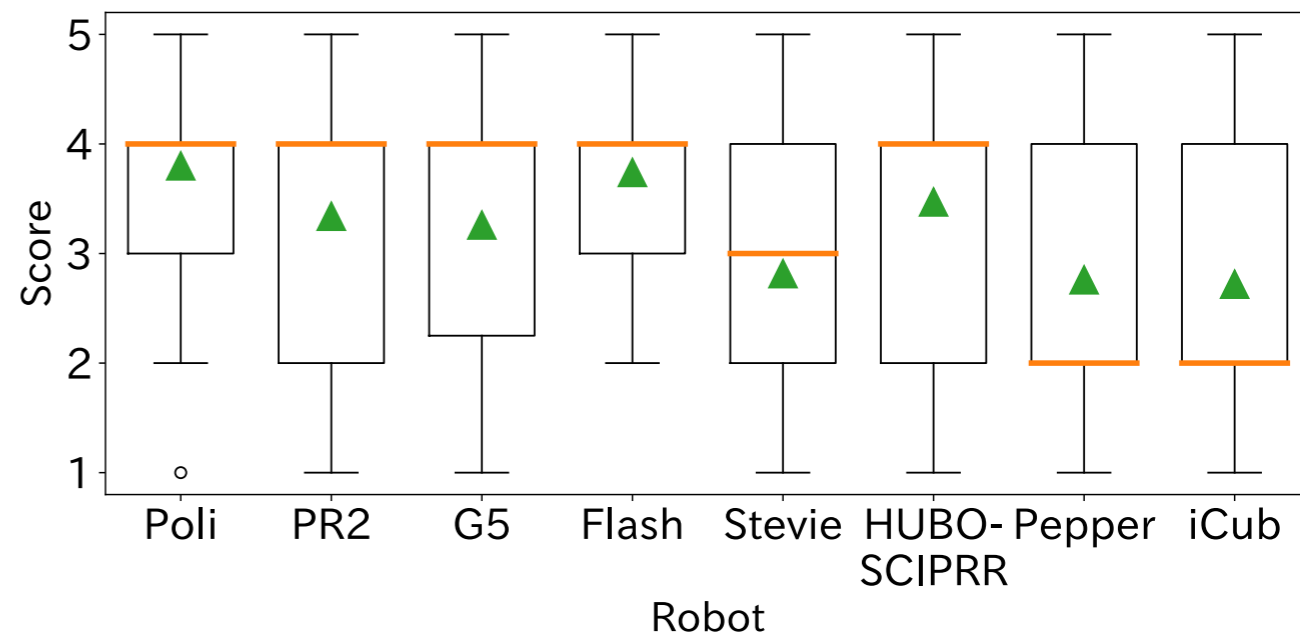 Score
5
4
3
2
1
Poli PR2 G5 Flash Stevie HUBO- Pepper iCub
SCIPRR
Robot